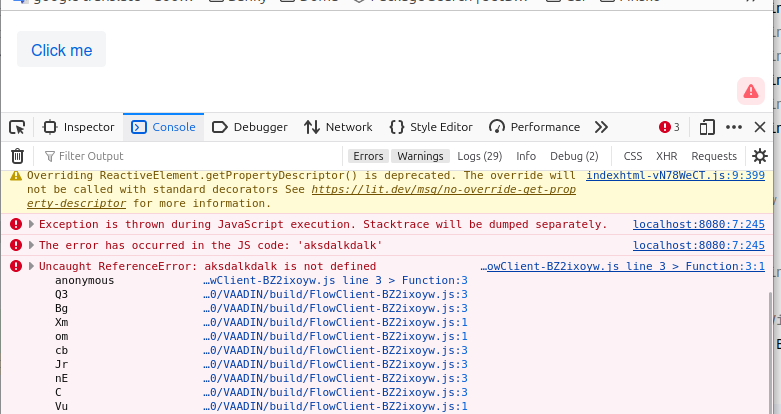 Click me
Inspector Console Debugger Network Style Editor Performance 3
Filter Output Errors Warnings Logs (29) Info Debug (2) CSS XHR Requests
Overriding ReactiveElement.getPropertyDescriptor() is deprecated. The override will indexhtml-vN78WeCT.js:9:399
not be called with standard decorators See https://lit.dev/msg/no-override-get-prop
erty-descriptor for more information.
Exception is thrown during JavaScript execution. Stacktrace will be dumped separately. localhost:8080:7:245
The error has occurred in the JS code: 'aksdalkdalk' localhost:8080:7:245
Uncaught ReferenceError: aksdalkdalk is not defined …owClient-BZ2ixoyw.js line 3 > Function:3:1
anonymous …wClient-BZ2ixoyw.js line 3 > Function:3
Q3 …0/VAADIN/build/FlowClient-BZ2ixoyw.js:3
Bg …0/VAADIN/build/FlowClient-BZ2ixoyw.js:3
Xm …0/VAADIN/build/FlowClient-BZ2ixoyw.js:1
om …0/VAADIN/build/FlowClient-BZ2ixoyw.js:3
cb …0/VAADIN/build/FlowClient-BZ2ixoyw.js:3
Jr …0/VAADIN/build/FlowClient-BZ2ixoyw.js:3
nE …0/VAADIN/build/FlowClient-BZ2ixoyw.js:3
C …0/VAADIN/build/FlowClient-BZ2ixoyw.js:3
Vu …0/VAADIN/build/FlowClient-BZ2ixoyw.js:1